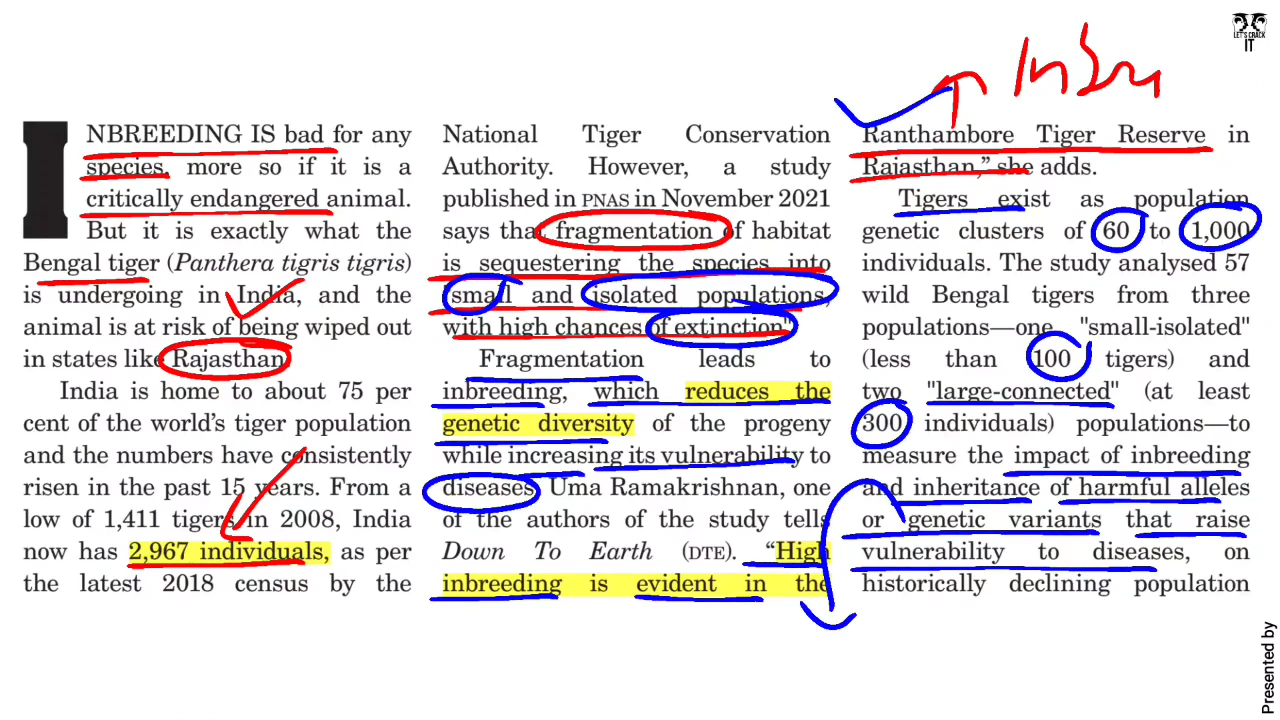 LET'S CRACK
IT
↑ Inbre
INBREEDING IS bad for any
species, more so if it is a
critically endangered animal.
But it is exactly what the
Bengal tiger (Panthera tigris tigris)
is undergoing in India, and the
animal is at risk of being wiped out
in states like Rajasthan
India is home to about 75 per
cent of the world's tiger population
and the numbers have consistently
risen in the past 15 years. From a
low of 1,411 tigers in 2008, India
now has 2,967 individuals, as per
the latest 2018 census by the
National Tiger Conservation
Authority. However, a study
published in PNAS in November 2021
says that fragmentation of habitat
is sequestering the species into
"small and isolated populations,
with high chances of extinction"
Fragmentation leads to
inbreeding, which reduces the
genetic diversity of the progeny
while increasing its vulnerability to
diseases. Uma Ramakrishnan, one
of the authors of the study tells
Down To Earth (DTE). "High
inbreeding is evident in the
Ranthambore Tiger Reserve in
Rajasthan," she adds.
Tigers exist as population
genetic clusters of 60 to 1,000
individuals. The study analysed 57
wild Bengal tigers from three
populations—one "small-isolated"
(less than 100 tigers) and
two "large-connected" (at least
300 individuals) populations—to
measure the impact of inbreeding
and inheritance of harmful alleles
or genetic variants that raise
vulnerability to diseases, on
historically declining population
Presented by